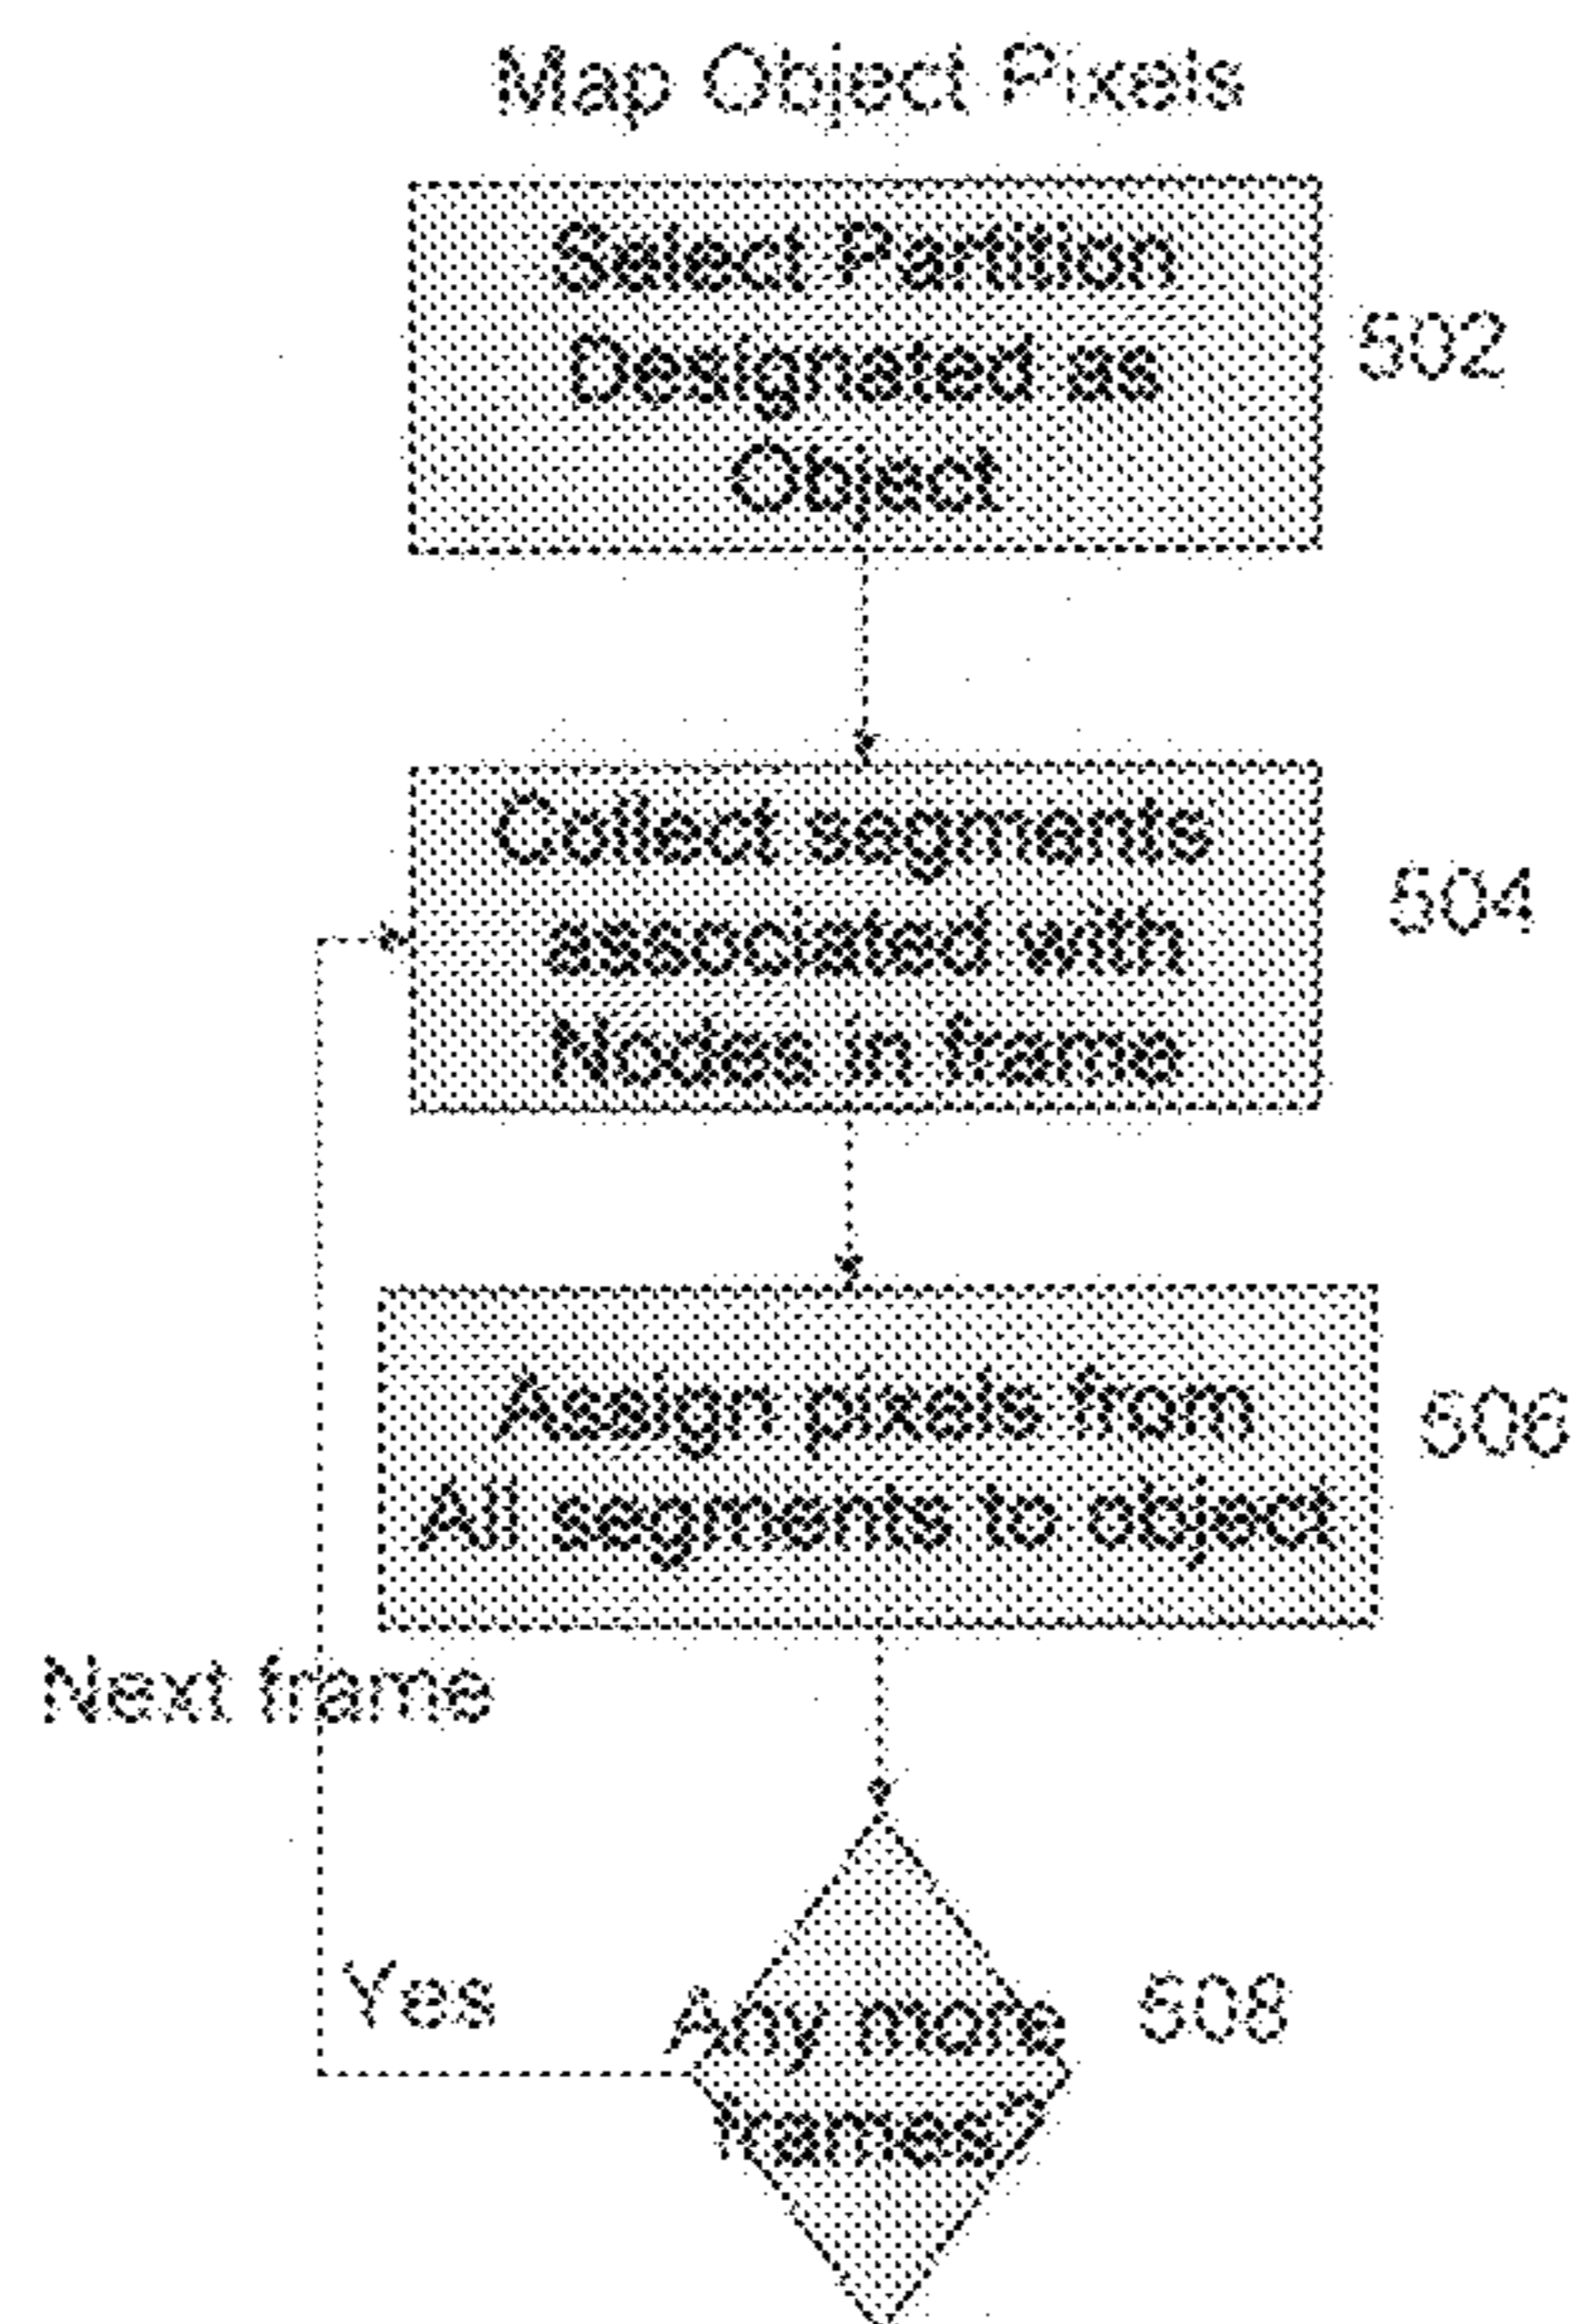 Map Object Pixels
Select Partition
Designated as
Object
502
Collect segments
associated with
Nodes in frame
504
Assign pixels from
All segments to object
506
Next frame
Yes
Any more
frames?
508